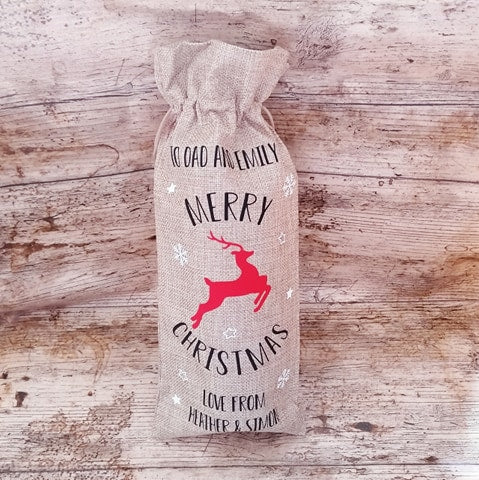 TO DAD AND EMILY
MERRY
CHRISTMAS
LOVE FROM
HEATHER & SIMON